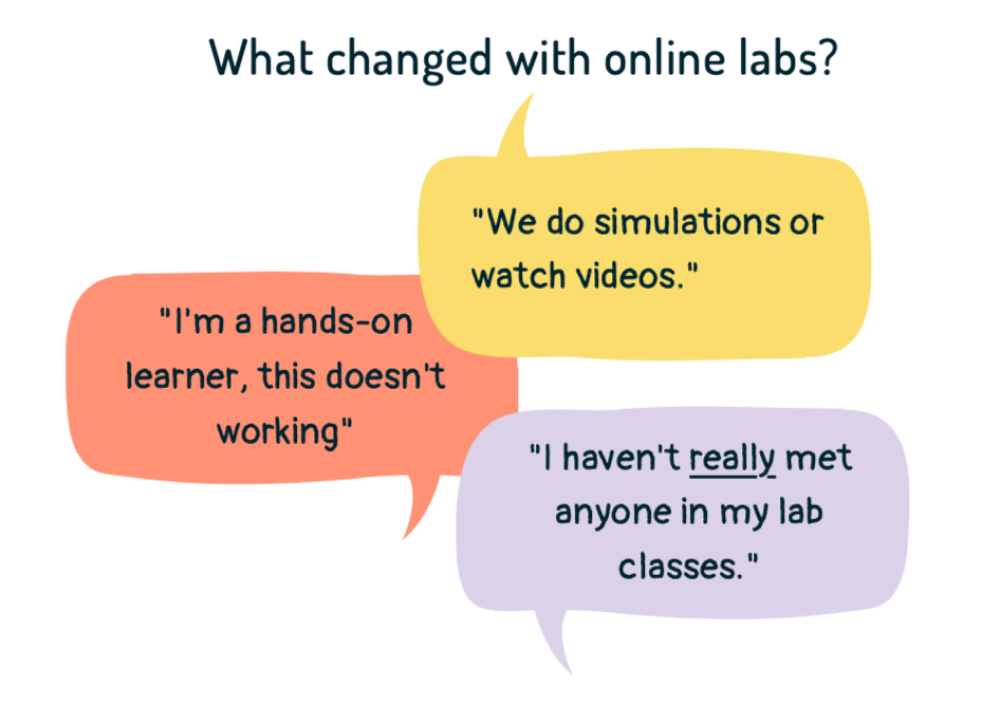 What changed with online labs?
"We do simulations or
watch videos."
"I'm a hands-on
learner, this doesn't
working"
"I haven't really met
anyone in my lab
classes."